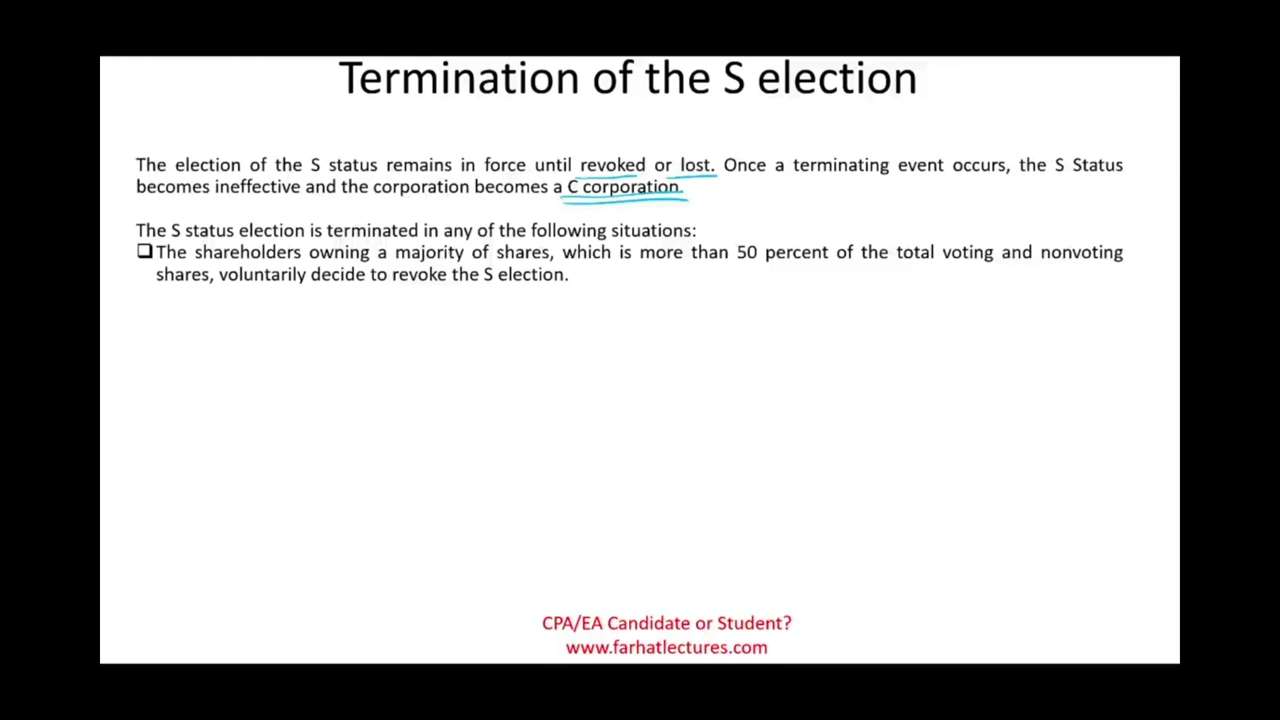 Termination of the S election
The election of the S status remains in force until revoked or lost. Once a terminating event occurs, the S Status
becomes ineffective and the corporation becomes a C corporation.
The S status election is terminated in any of the following situations:
❑The shareholders owning a majority of shares, which is more than 50 percent of the total voting and nonvoting
shares, voluntarily decide to revoke the S election.
CPA/EA Candidate or Student?
www.farhatlectures.com